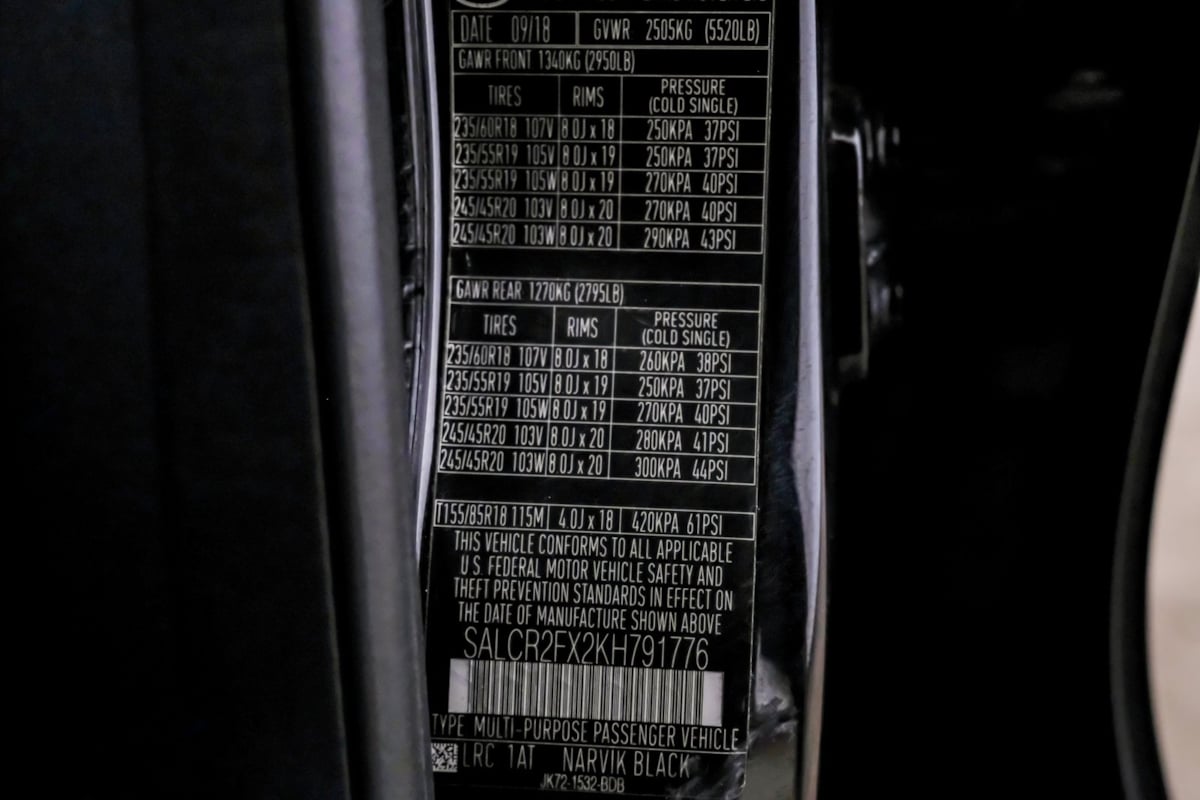 DATE 09/18 GVWR 2505KG (5520LB)
GAWR FRONT 1340KG (2950LB)
TIRES RIMS PRESSURE (COLD SINGLE)
235/60R18 107V 8.0J x 18 250KPA 37PSI
235/55R19 105V 8.0J x 19 250KPA 37PSI
235/55R19 105W 8.0J x 19 270KPA 40PSI
245/45R20 103V 8.0J x 20 270KPA 40PSI
245/45R20 103W 8.0J x 20 290KPA 43PSI
GAWR REAR 1270KG (2795LB)
TIRES RIMS PRESSURE (COLD SINGLE)
235/60R18 107V 8.0J x 18 260KPA 38PSI
235/55R19 105V 8.0J x 19 250KPA 37PSI
235/55R19 105W 8.0J x 19 270KPA 40PSI
245/45R20 103V 8.0J x 20 280KPA 41PSI
245/45R20 103W 8.0J x 20 300KPA 44PSI
T155/85R18 115M 4.0J x 18 420KPA 61PSI
THIS VEHICLE CONFORMS TO ALL APPLICABLE
U.S. FEDERAL MOTOR VEHICLE SAFETY AND
THEFT PREVENTION STANDARDS IN EFFECT ON
THE DATE OF MANUFACTURE SHOWN ABOVE
SALCR2FX2KH791776
TYPE MULTI-PURPOSE PASSENGER VEHICLE
LRC 1AT NARVIK BLACK
JK72-1532-BDB